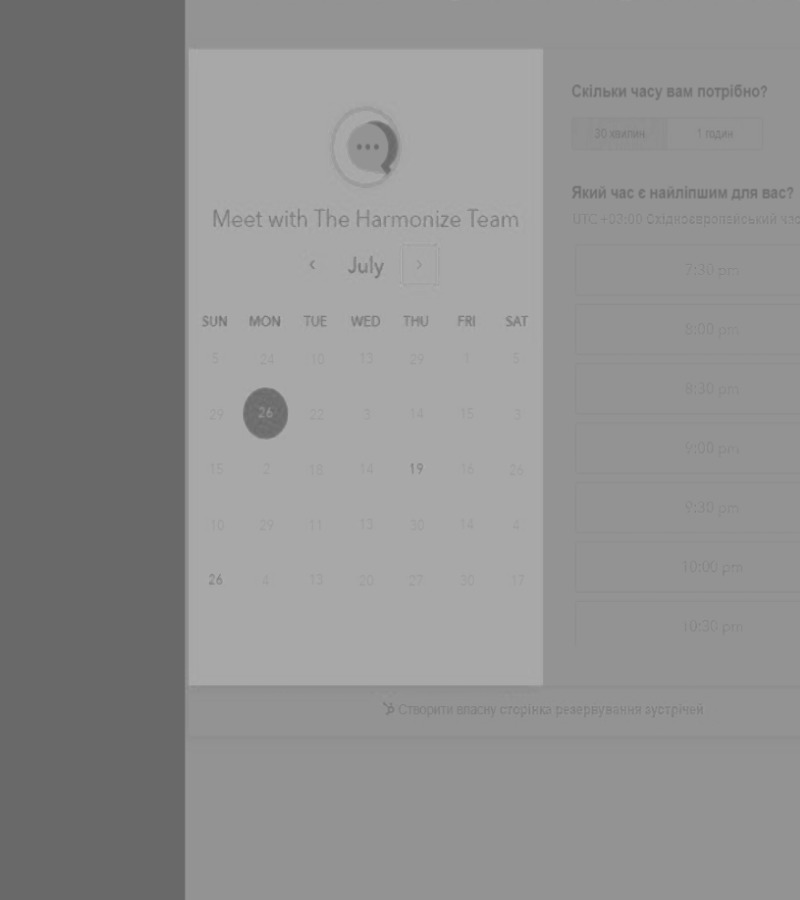 Meet with The Harmonize Team
July
SUN MON TUE WED THU FRI SAT
5 24 10 13 29 1 5
29 26 22 3 14 15 3
15 2 18 14 19 16 26
10 29 11 13 30 14 4
26 4 13 20 27 30 17
Скільки часу вам потрібно?
30 хвилин 1 годин
Який час є найліпшим для вас?
UTC +03:00 Східноєвропейський
7:30 pm
8:00 pm
8:30 pm
9:00 pm
9:30 pm
10:00 pm
10:30 pm
Створити власну сторінка резервування зустрічей